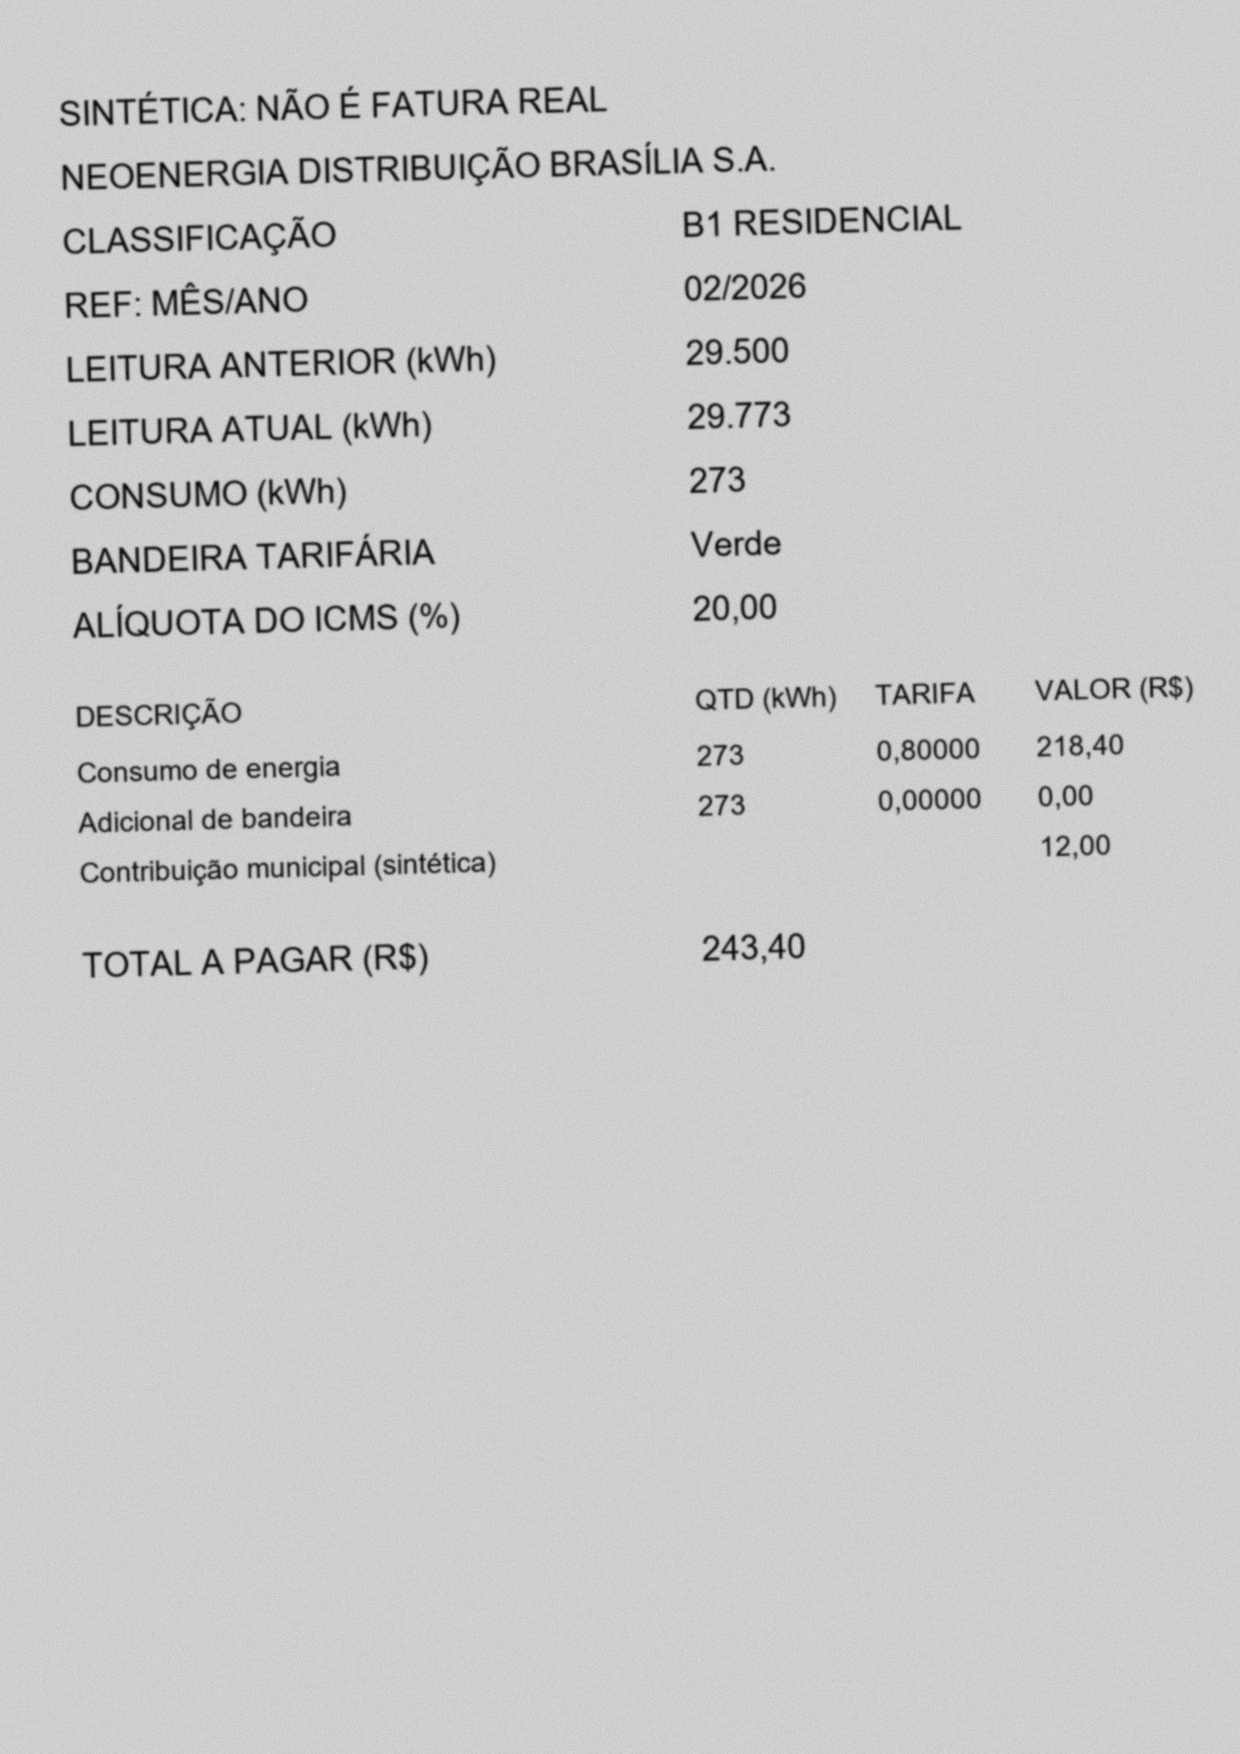 SINTÉTICA: NÃO É FATURA REAL
NEOENERGIA DISTRIBUIÇÃO BRASÍLIA S.A.
CLASSIFICAÇÃO B1 RESIDENCIAL
REF: MÊS/ANO 02/2026
LEITURA ANTERIOR (kWh) 29.500
LEITURA ATUAL (kWh) 29.773
CONSUMO (kWh) 273
BANDEIRA TARIFÁRIA Verde
ALÍQUOTA DO ICMS (%) 20,00
DESCRIÇÃO QTD (kWh) TARIFA VALOR (R$)
Consumo de energia 273 0,80000 218,40
Adicional de bandeira 273 0,00000 0,00
Contribuição municipal (sintética) 12,00
TOTAL A PAGAR (R$) 243,40